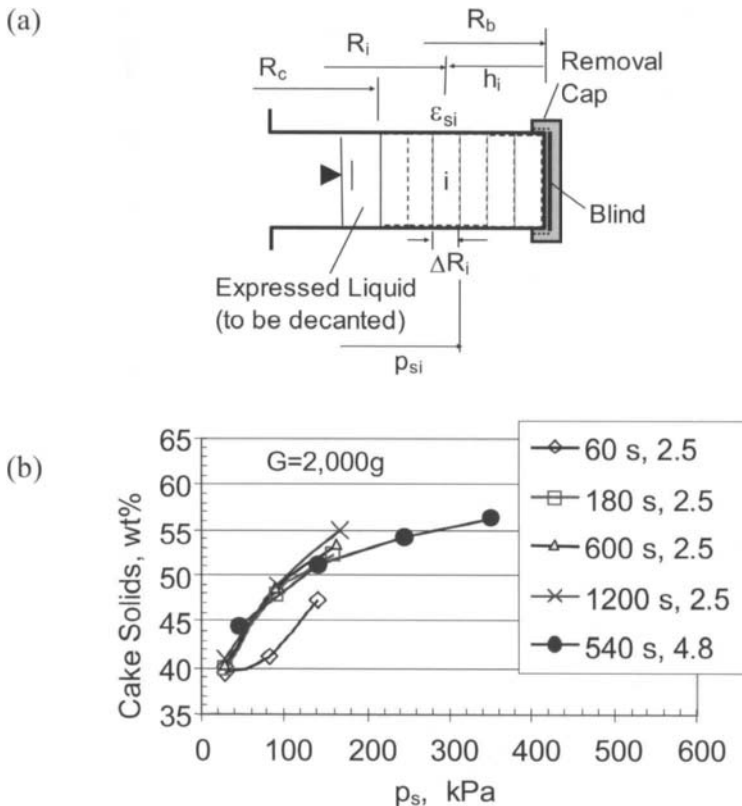 (a)
R_b
R_i
R_c
h_i
Removal
Cap
ε_si
i
Blind
ΔR_i
Expressed Liquid
(to be decanted)
p_si
(b)
65
60
55
50
45
40
35
Cake Solids, wt%
G=2,000g
60 s, 2.5
180 s, 2.5
600 s, 2.5
1200 s, 2.5
540 s, 4.8
0 100 200 300 400 500 600
p_s, kPa